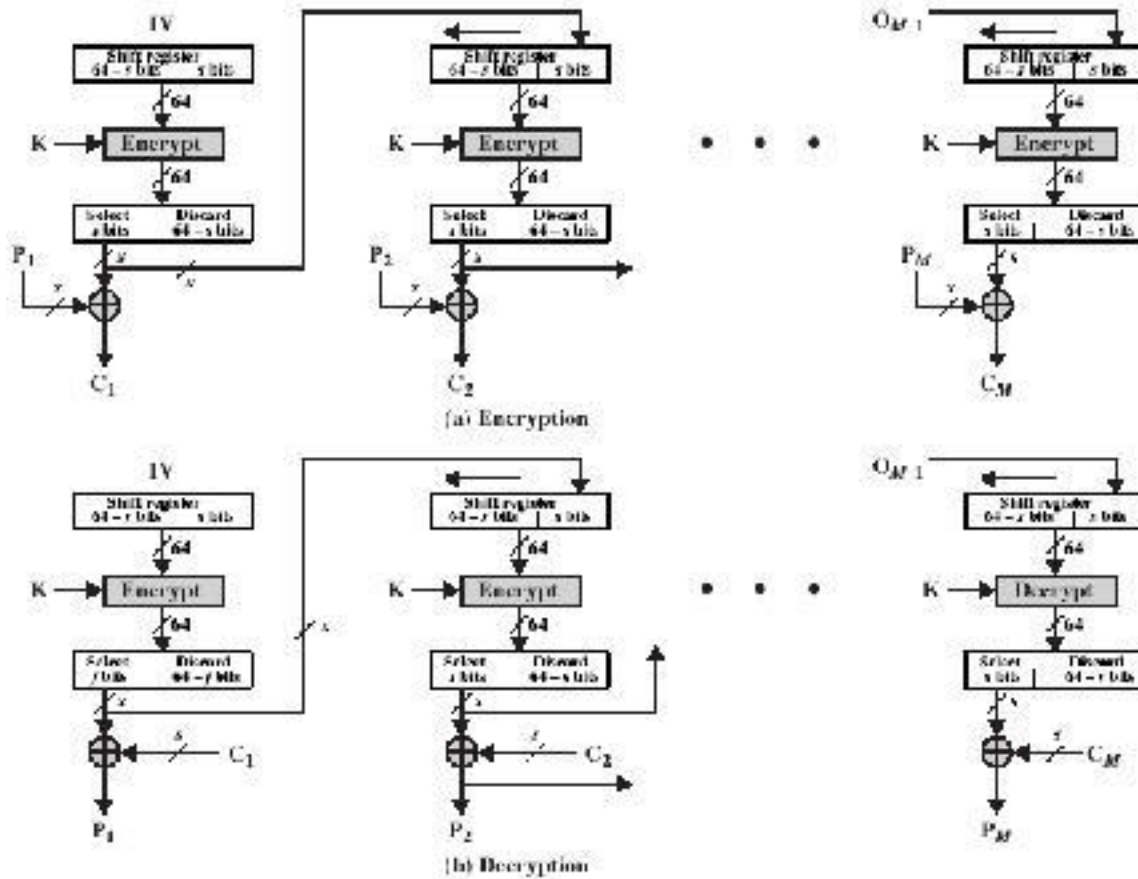 IV
O_{M-1}
Shift register
64 – s bits | s bits
Shift register
64 – s bits | s bits
Shift register
64 – s bits | s bits
64
64
64
K
Encrypt
K
Encrypt
K
Encrypt
64
64
64
Select
s bits
Discard
64 – s bits
Select
s bits
Discard
64 – s bits
Select
s bits
Discard
64 – s bits
P1
s
s
s
P2
s
s
PM
s
s
C1
C2
CM
(a) Encryption
IV
O_{M-1}
Shift register
64 – s bits | s bits
Shift register
64 – s bits | s bits
Shift register
64 – s bits | s bits
64
64
64
K
Encrypt
K
Encrypt
K
Decrypt
64
s
64
64
Select
j bits
Discard
64 – j bits
Select
s bits
Discard
64 – s bits
Select
s bits
Discard
64 – s bits
s
s
s
s
C1
s
C2
s
CM
P1
P2
PM
(b) Decryption